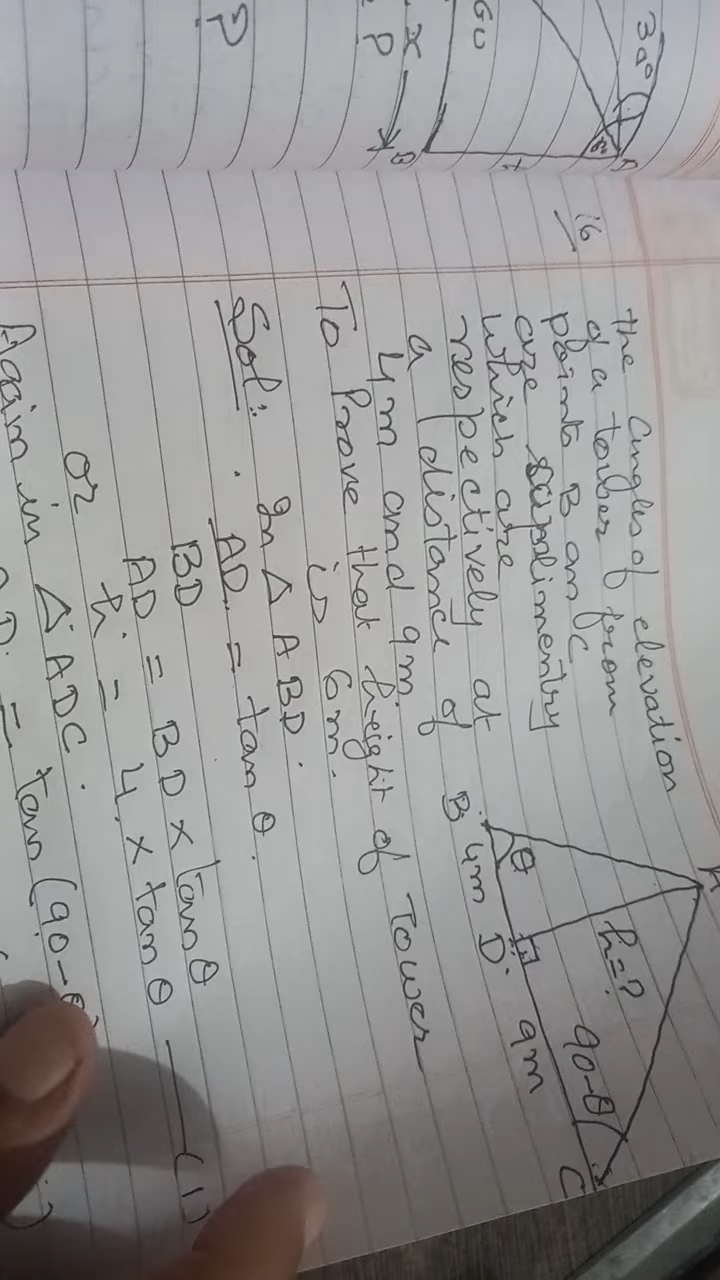 30°
60
x
P
B
P
16
the Angles of elevation
of a tower from
points B an C
are suplimentry
which are
respectively at
a distance of
4m and 9m
To Prove that height of Tower
is 6m.
A
h=?
θ
90-θ
B 4m D. 9m C
Sol:. In Δ ABD.
AD. = tan θ.
BD
AD = BD x tan θ
or h = 4 x tan θ — (1)
Again in Δ ADC.
= tan (90-θ)